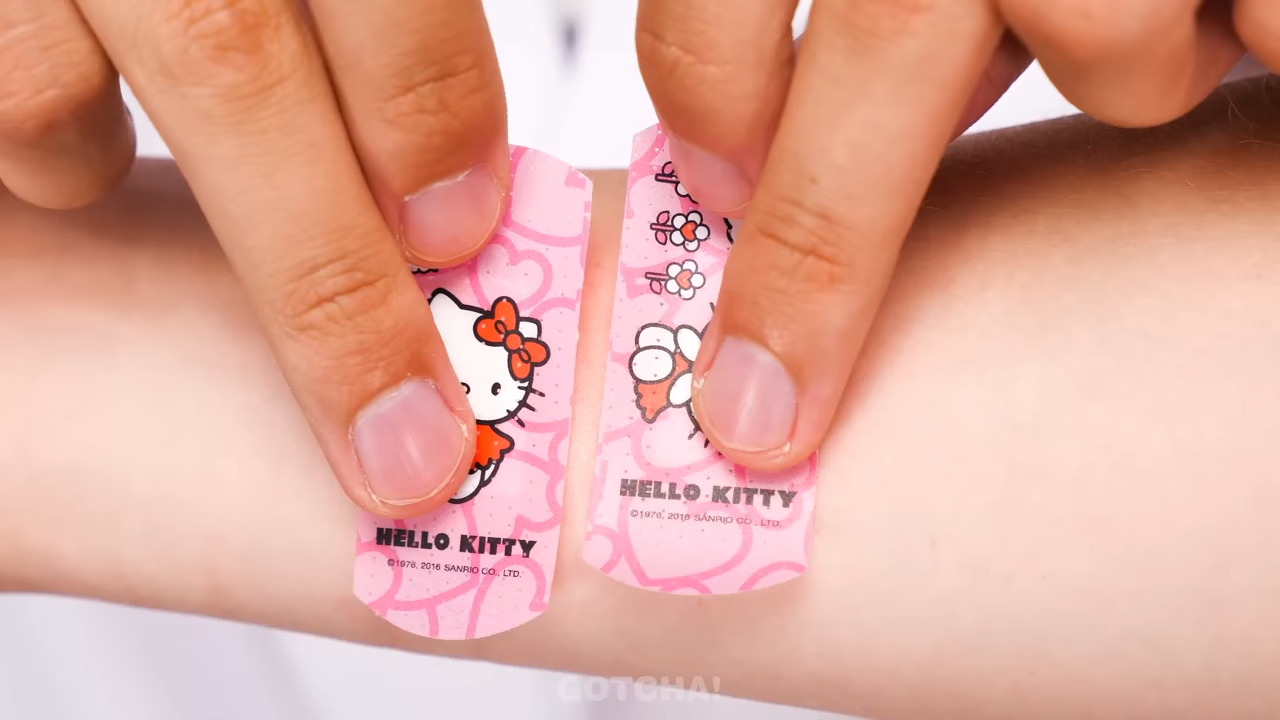 HELLO KITTY
©1976, 2016 SANRIO CO., LTD.
HELLO KITTY
©1976, 2016 SANRIO CO., LTD.
GOTCHA!